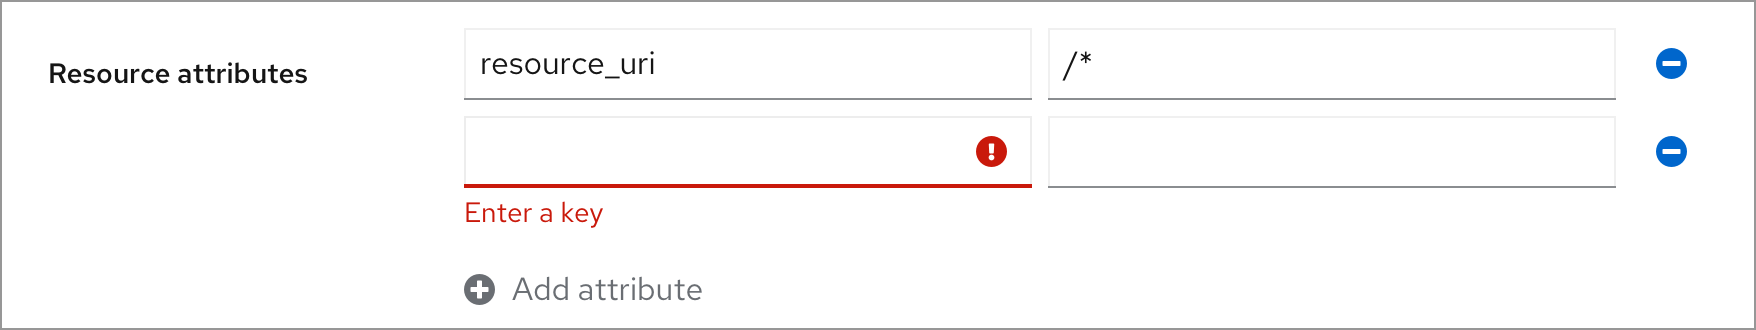 Resource attributes
resource_uri
/*
Enter a key
Add attribute